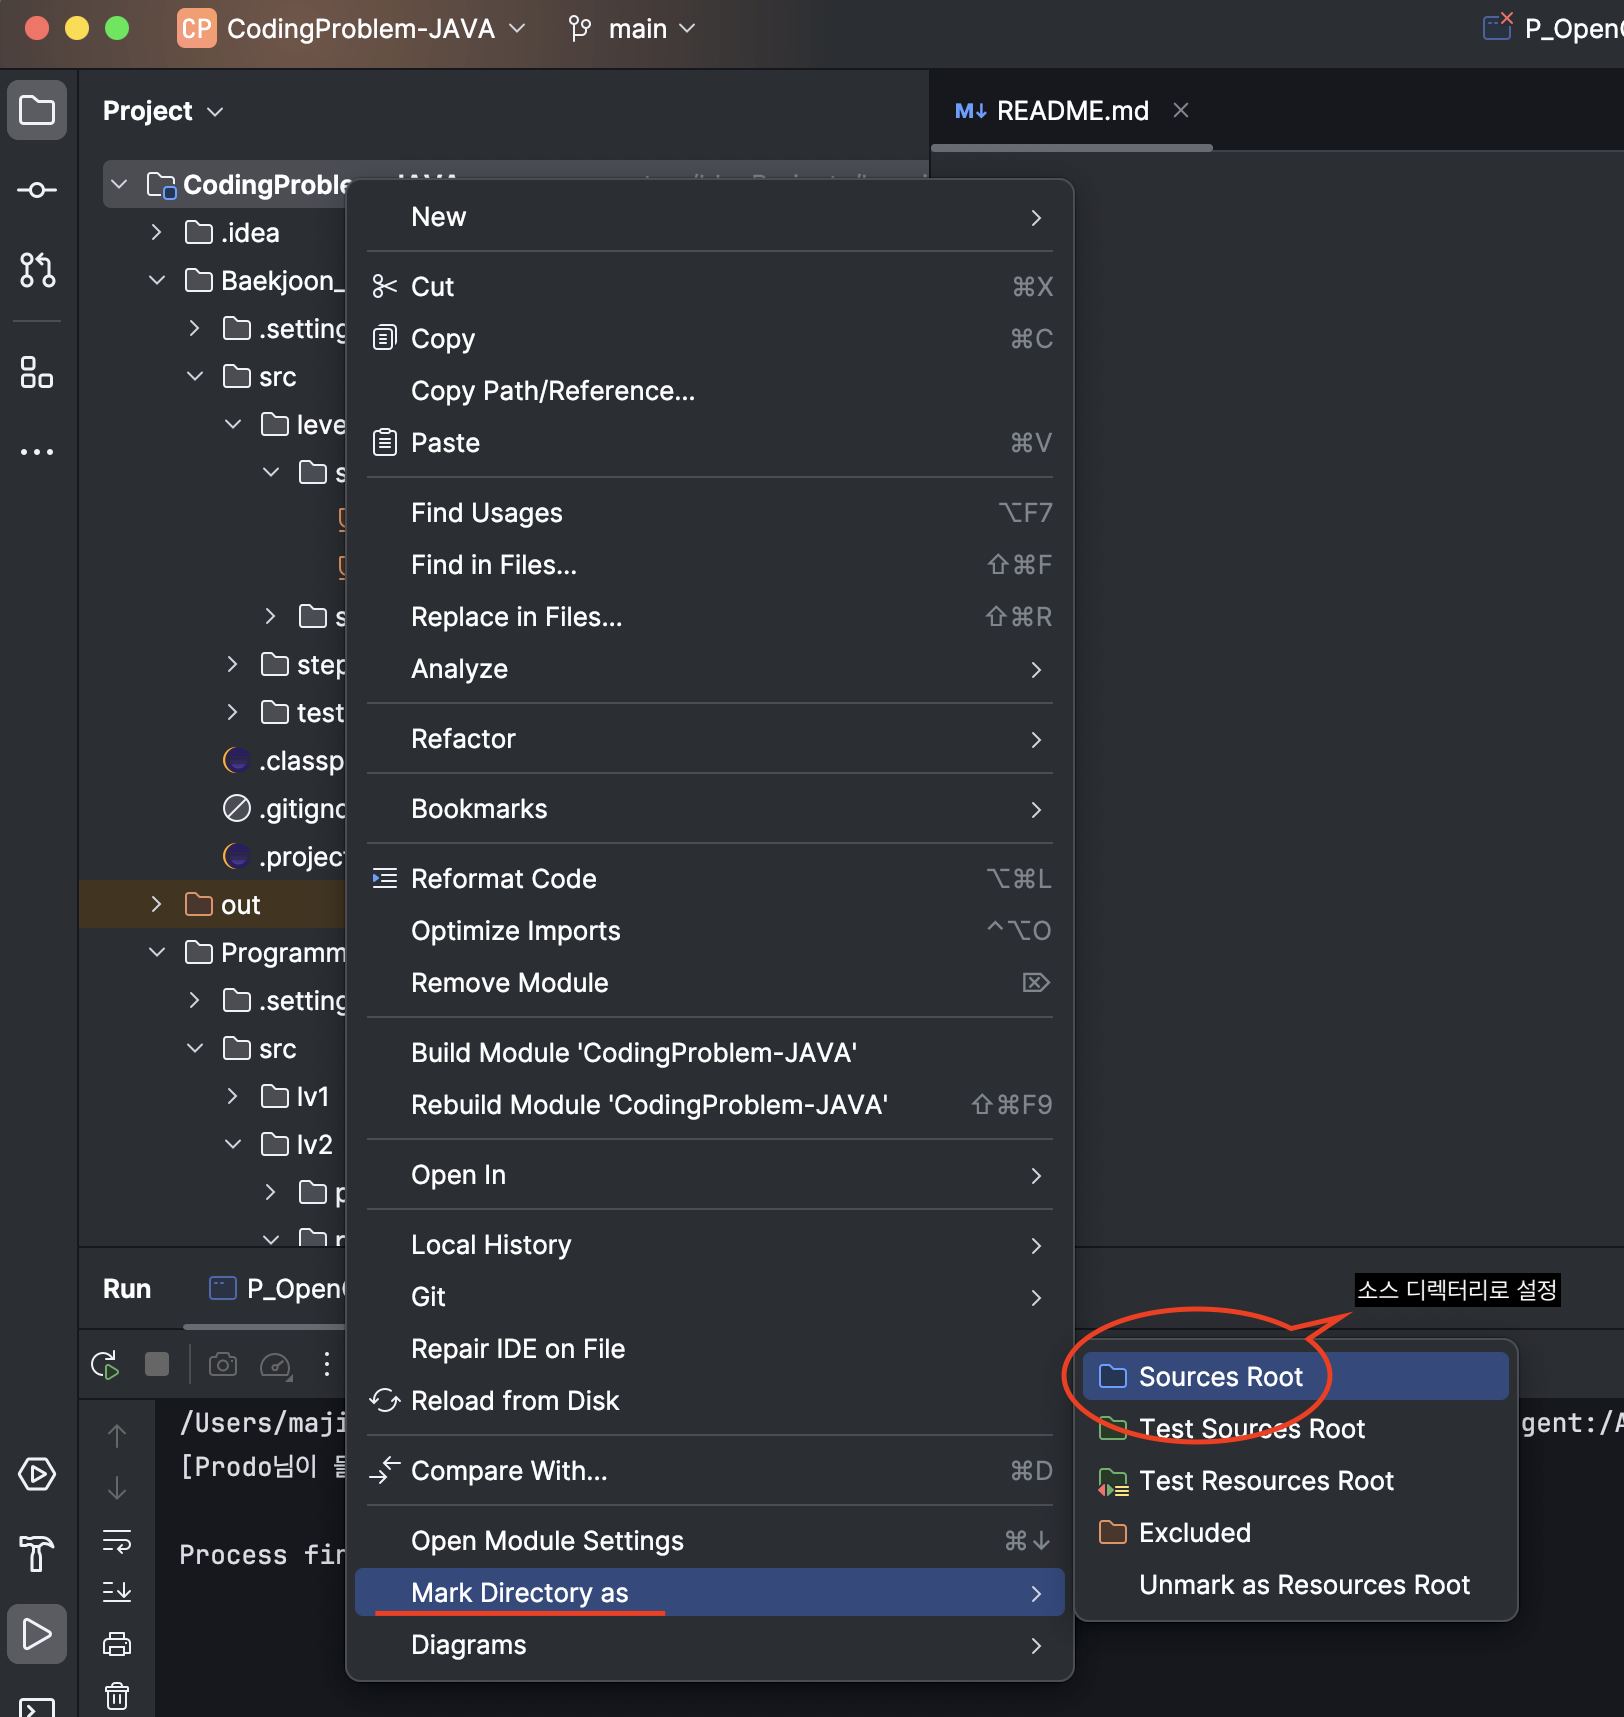 CP CodingProblem-JAVA main P_Open
Project
M↓ README.md
CodingProble
.idea
Baekjoon_
.setting
src
leve
s
s
step
test
.classp
.gitigno
.project
out
Programm
.setting
src
lv1
lv2
p
New
Cut ⌘X
Copy ⌘C
Copy Path/Reference...
Paste ⌘V
Find Usages ⌥F7
Find in Files... ⇧⌘F
Replace in Files... ⇧⌘R
Analyze
Refactor
Bookmarks
Reformat Code ⌥⌘L
Optimize Imports ^⌥O
Remove Module ⌦
Build Module 'CodingProblem-JAVA'
Rebuild Module 'CodingProblem-JAVA' ⇧⌘F9
Open In
Local History
Git
Repair IDE on File
Reload from Disk
Compare With... ⌘D
Open Module Settings ⌘↓
Mark Directory as
Diagrams
소스 디렉터리로 설정
Sources Root
Test Sources Root
Test Resources Root
Excluded
Unmark as Resources Root
Run P_Open
/Users/maji gent:/A
[Prodo님이
Process fin